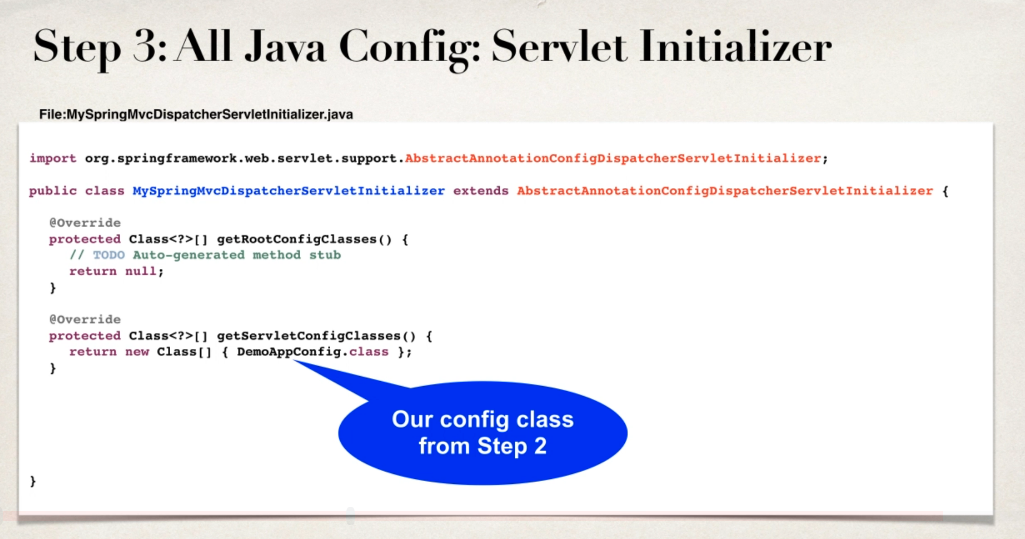 Step 3: All Java Config: Servlet Initializer
File:MySpringMvcDispatcherServletInitializer.java
import org.springframework.web.servlet.support.AbstractAnnotationConfigDispatcherServletInitializer;
public class MySpringMvcDispatcherServletInitializer extends AbstractAnnotationConfigDispatcherServletInitializer {
@Override
protected Class<?>[] getRootConfigClasses() {
// TODO Auto-generated method stub
return null;
}
@Override
protected Class<?>[] getServletConfigClasses() {
return new Class[] { DemoAppConfig.class };
}
Our config class
from Step 2
}